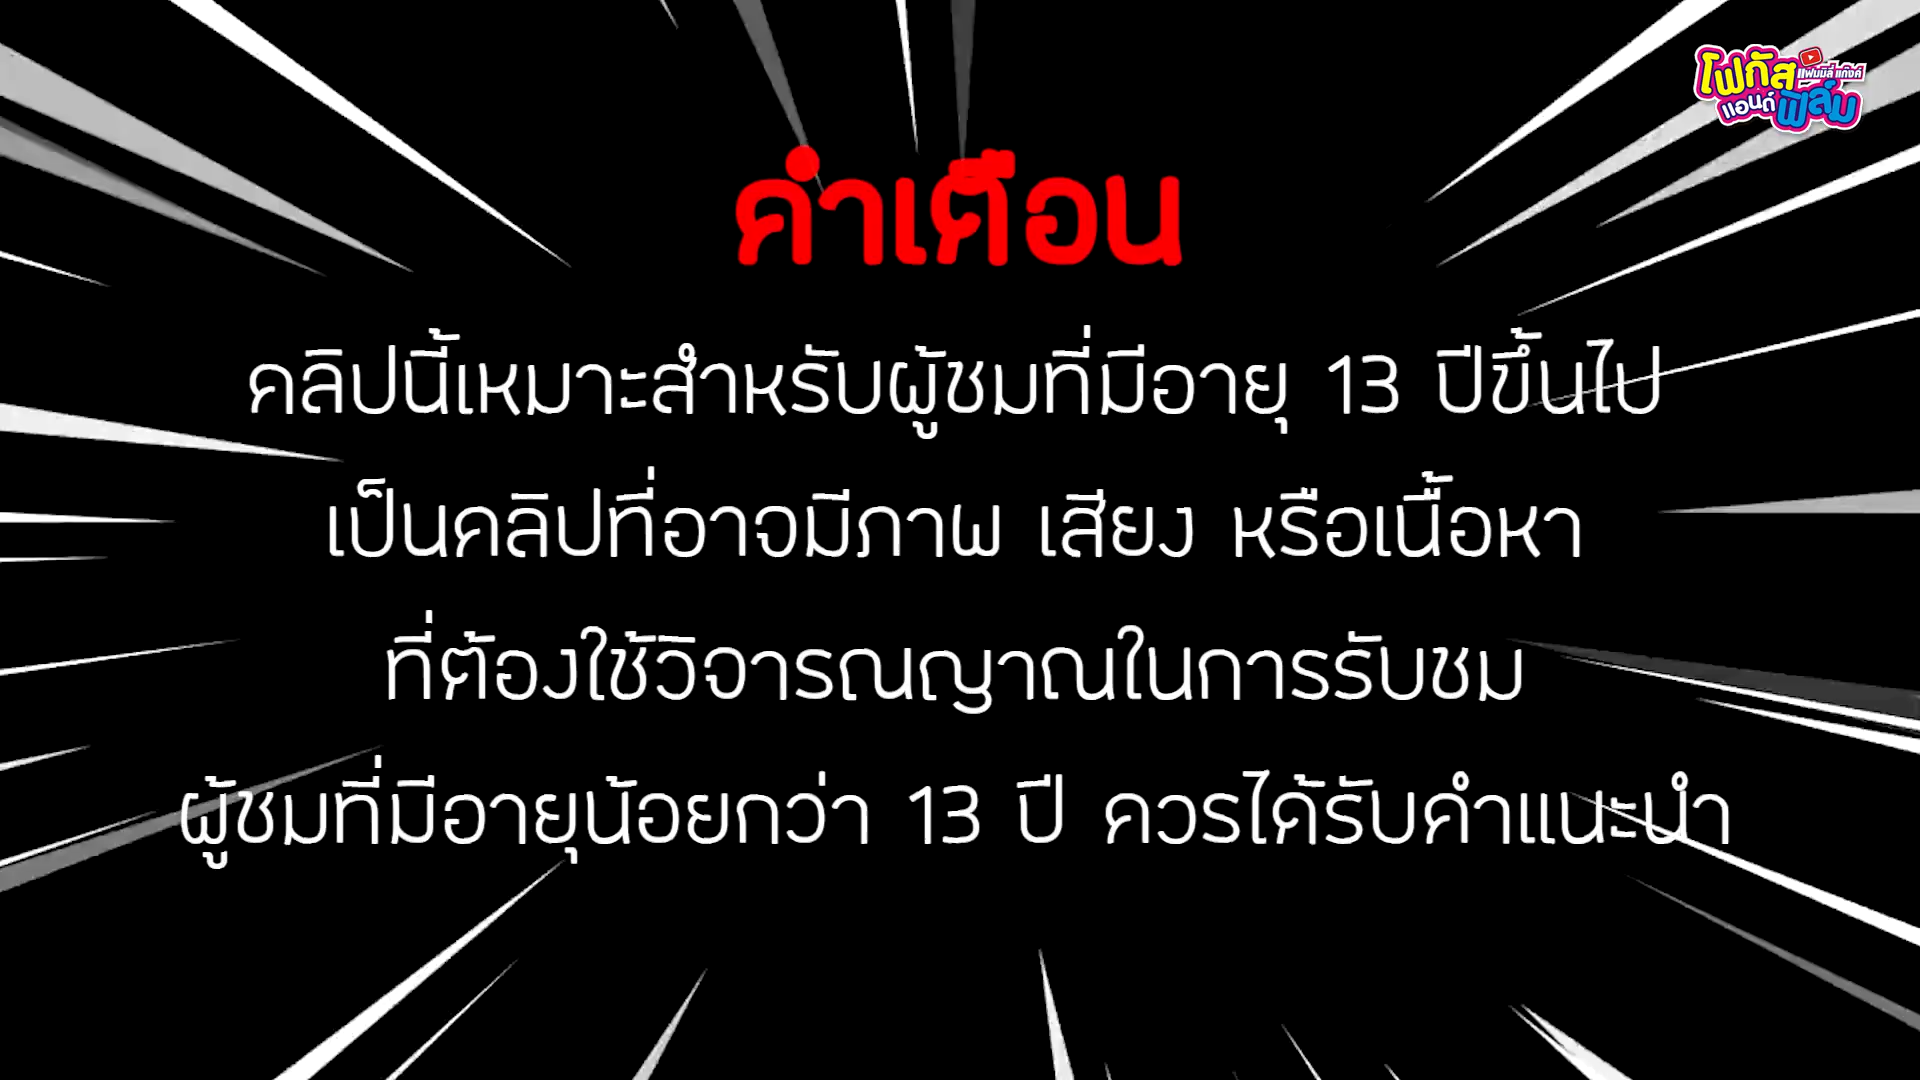 โฟกัส
แฟมมิลี่ แก๊งค์
แอนด์ ฟิล์ม
คำเตือน
คลิปนี้เหมาะสำหรับผู้ชมที่มีอายุ 13 ปีขึ้นไป
เป็นคลิปที่อาจมีภาพ เสียง หรือเนื้อหา
ที่ต้องใช้วิจารณญาณในการรับชม
ผู้ชมที่มีอายุน้อยกว่า 13 ปี ควรได้รับคำแนะนำ